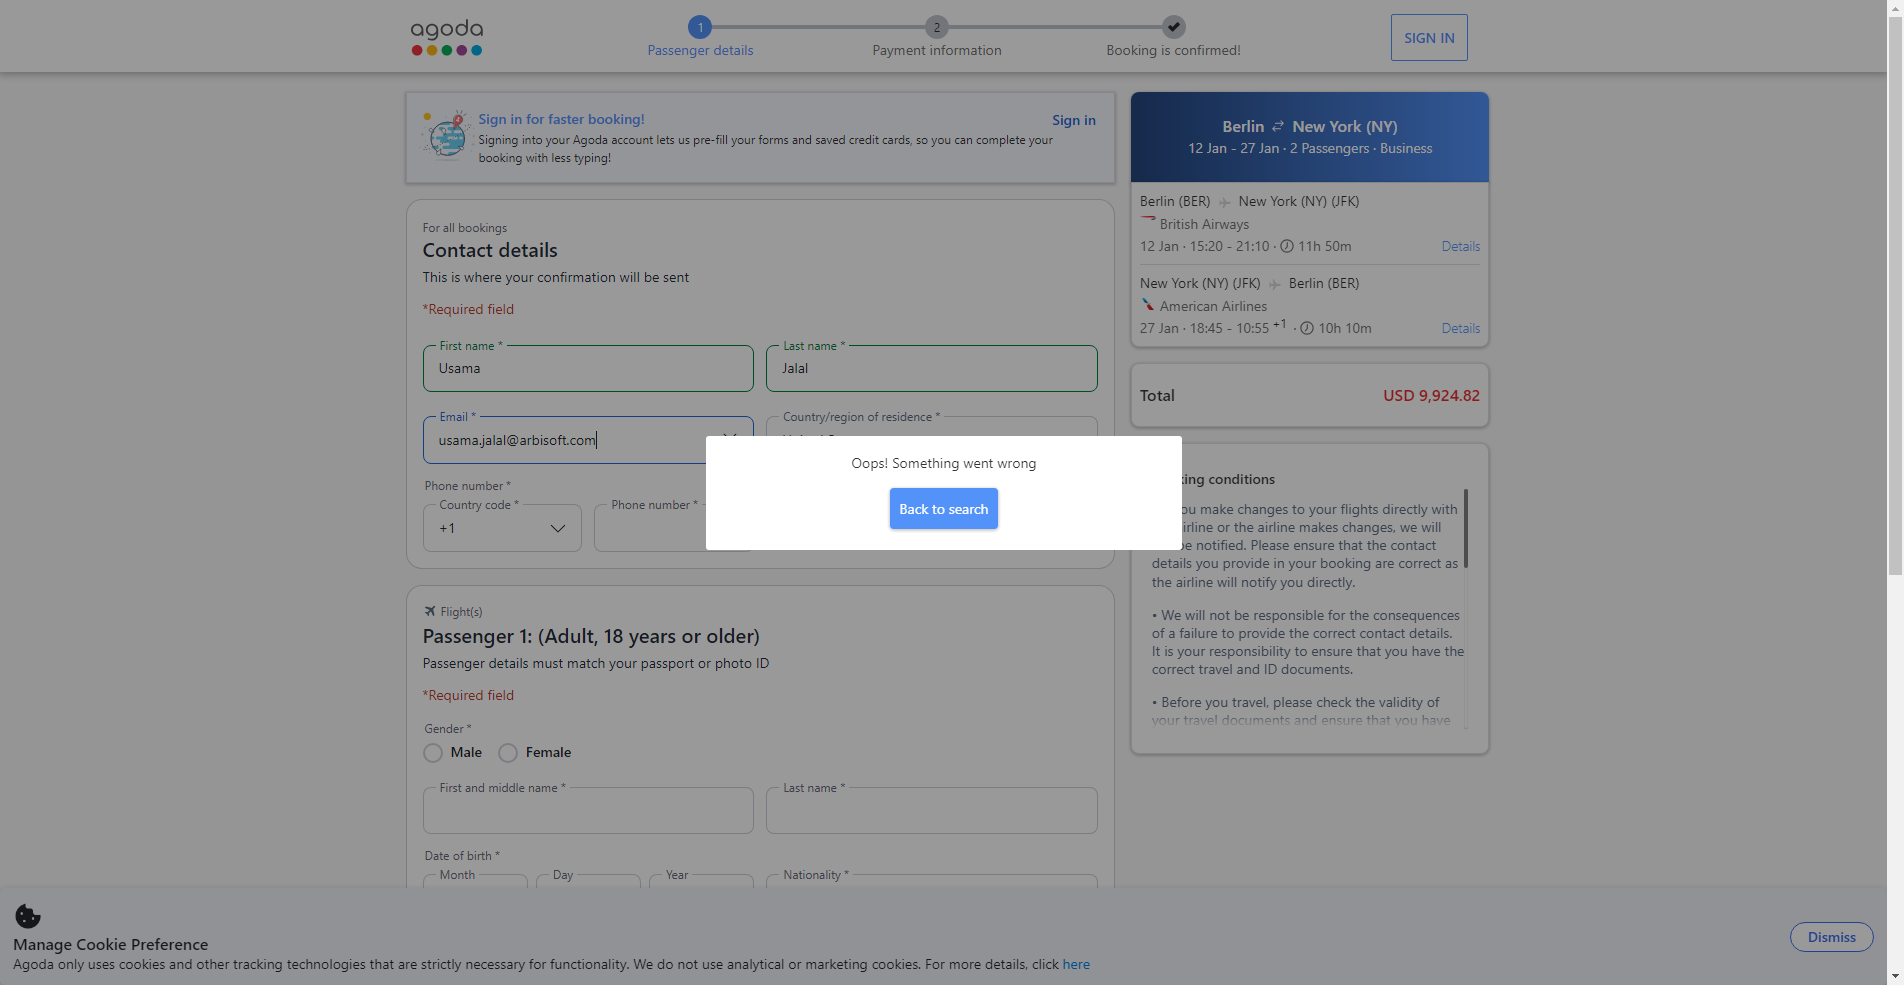 agoda
1
Passenger details
2
Payment information
Booking is confirmed!
SIGN IN
Sign in for faster booking!
Sign in
Signing into your Agoda account lets us pre-fill your forms and saved credit cards, so you can complete your
booking with less typing!
For all bookings
Contact details
This is where your confirmation will be sent
*Required field
First name *
Usama
Last name *
Jalal
Email *
usama.jalal@arbisoft.com
Country/region of residence *
Phone number *
Country code *
+1
Phone number *
Oops! Something went wrong
Back to search
Flight(s)
Passenger 1: (Adult, 18 years or older)
Passenger details must match your passport or photo ID
*Required field
Gender *
Male
Female
First and middle name *
Last name *
Date of birth *
Month
Day
Year
Nationality *
Berlin ⇄ New York (NY)
12 Jan - 27 Jan · 2 Passengers · Business
Berlin (BER) New York (NY) (JFK)
British Airways
12 Jan · 15:20 - 21:10 · 11h 50m
Details
New York (NY) (JFK) Berlin (BER)
American Airlines
27 Jan · 18:45 - 10:55 +1 · 10h 10m
Details
Total
USD 9,924.82
conditions
you make changes to your flights directly with
airline or the airline makes changes, we will
be notified. Please ensure that the contact
details you provide in your booking are correct as
the airline will notify you directly.
• We will not be responsible for the consequences
of a failure to provide the correct contact details.
It is your responsibility to ensure that you have the
correct travel and ID documents.
• Before you travel, please check the validity of
your travel documents and ensure that you have
Manage Cookie Preference
Agoda only uses cookies and other tracking technologies that are strictly necessary for functionality. We do not use analytical or marketing cookies. For more details, click here
Dismiss